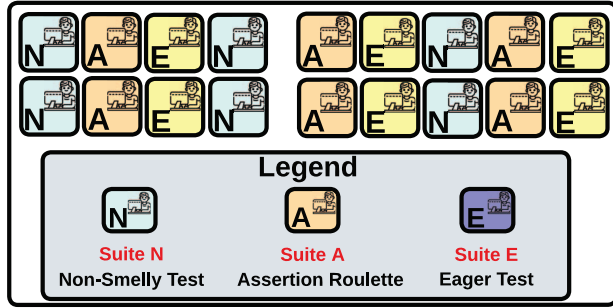 N A E N A E N A E
N A E N A E N A E
Legend
N A E
Suite N Suite A Suite E
Non-Smelly Test Assertion Roulette Eager Test